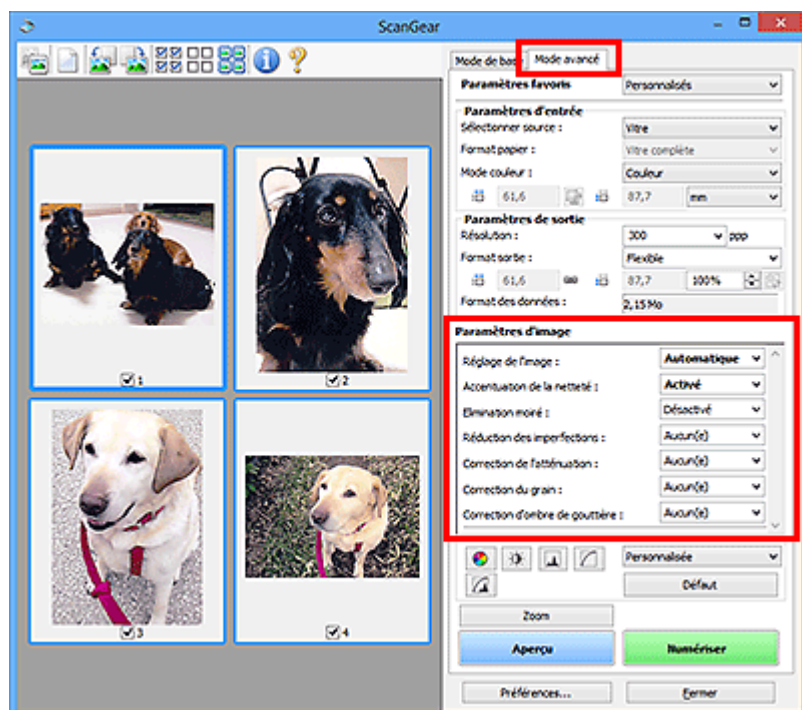 ScanGear
Mode de base Mode avancé
Paramètres favoris Personnalisés
Paramètres d'entrée
Sélectionner source : Vitre
Format papier : Vitre complète
Mode couleur : Couleur
61,6 87,7 mm
Paramètres de sortie
Résolution : 300 ppp
Format sortie : Flexible
61,6 87,7 100%
Format des données : 2,15 Mo
Paramètres d'image
Réglage de l'image : Automatique
Accentuation de la netteté : Activé
Elimination moiré : Désactivé
Réduction des imperfections : Aucun(e)
Correction de l'atténuation : Aucun(e)
Correction du grain : Aucun(e)
Correction d'ombre de gouttière : Aucun(e)
Personnalisée
Défaut
Zoom
Aperçu Numériser
Préférences... Fermer
1
2
3
4